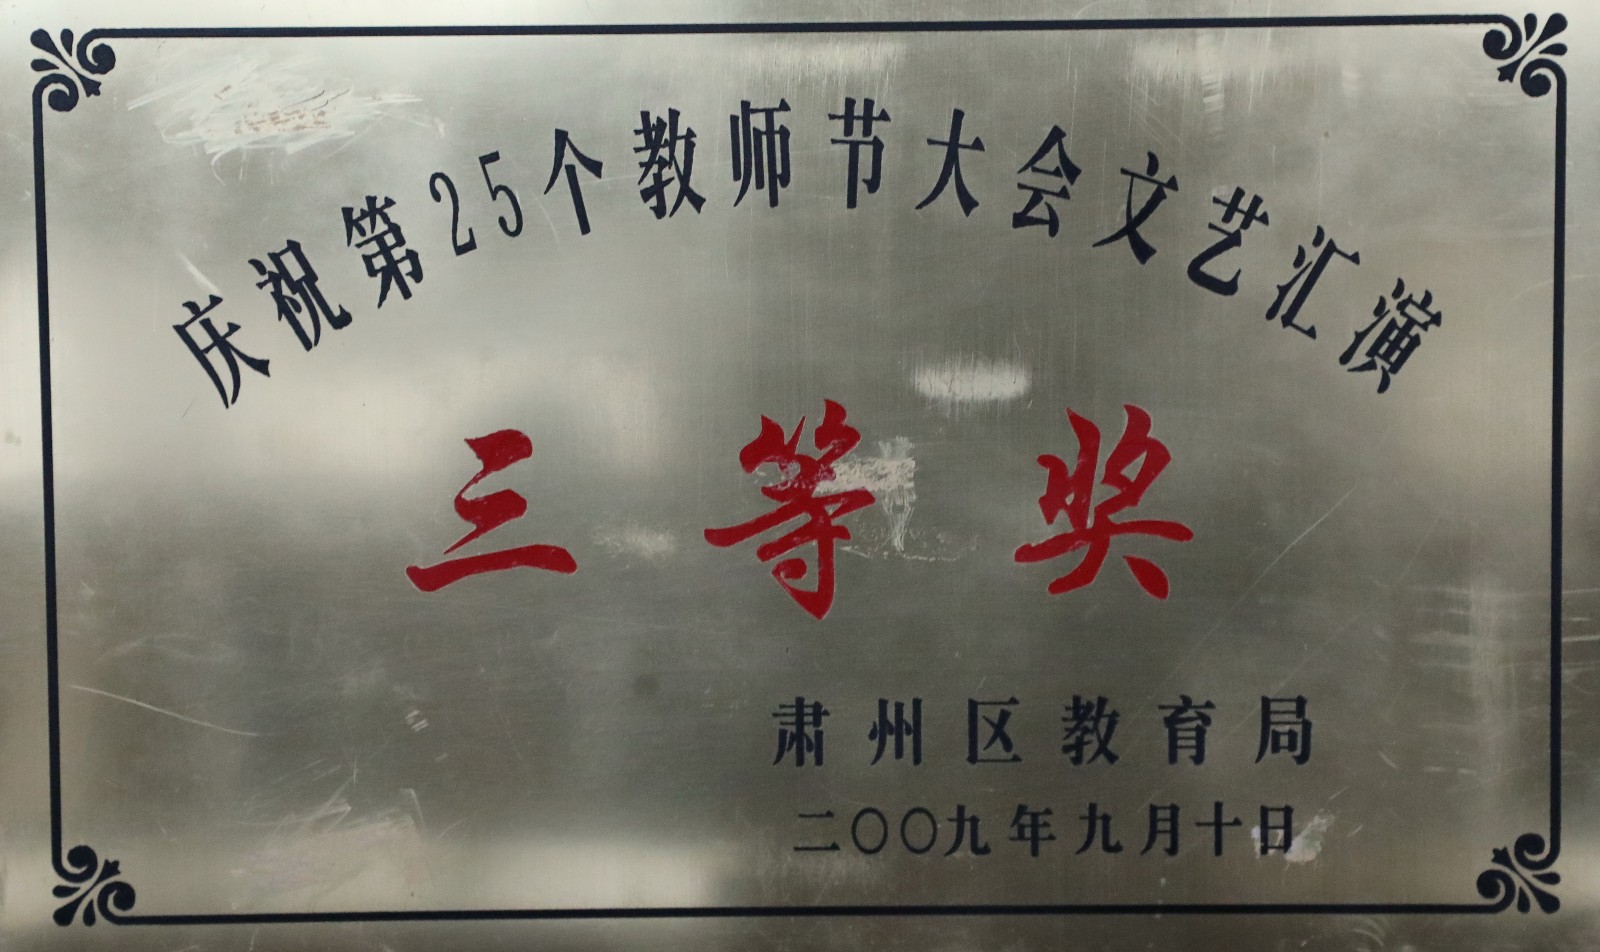 庆祝第25个教师节大会文艺汇演
三等奖
肃州区教育局
二〇〇九年九月十日